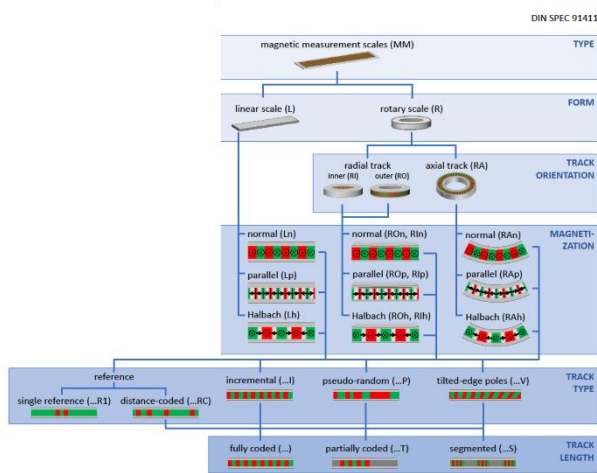 DIN SPEC 91411
magnetic measurement scales (MM)
TYPE
linear scale (L)
rotary scale (R)
FORM
radial track
inner (RI)
outer (RO)
axial track (RA)
TRACK
ORIENTATION
normal (Ln)
normal (ROn, RIn)
normal (RAn)
MAGNETI-
ZATION
parallel (Lp)
parallel (ROp, RIp)
parallel (RAp)
Halbach (Lh)
Halbach (ROh, RIh)
Halbach (RAh)
reference
incremental (...I)
pseudo-random (...P)
tilted-edge poles (...V)
TRACK
TYPE
single reference (...R1)
distance-coded (...RC)
fully coded (...)
partially coded (...T)
segmented (...S)
TRACK
LENGTH